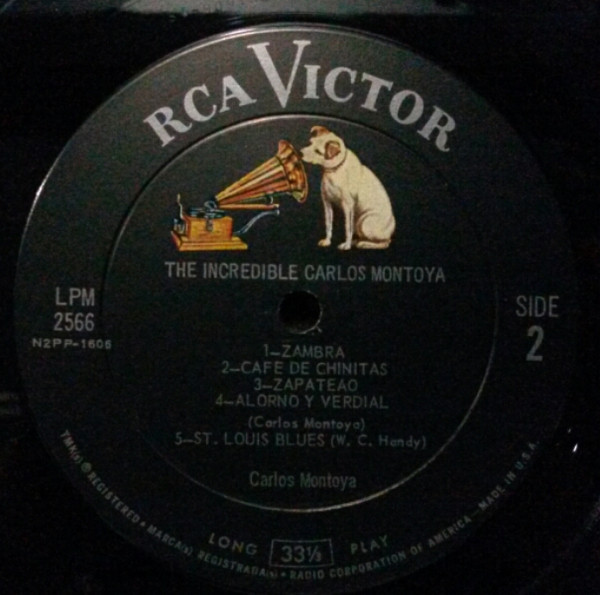 RCA VICTOR
THE INCREDIBLE CARLOS MONTOYA
LPM
2566
N2PP-1606
SIDE
2
1—ZAMBRA
2—CAFE DE CHINITAS
3—ZAPATEAO
4—ALORNO Y VERDIAL
(Carlos Montoya)
5—ST. LOUIS BLUES (W. C. Handy)
Carlos Montoya
LONG 33⅓ PLAY
TMK(s) ® REGISTERED • MARCA(s) REGISTRADA(s) • RADIO CORPORATION OF AMERICA—MADE IN U.S.A.